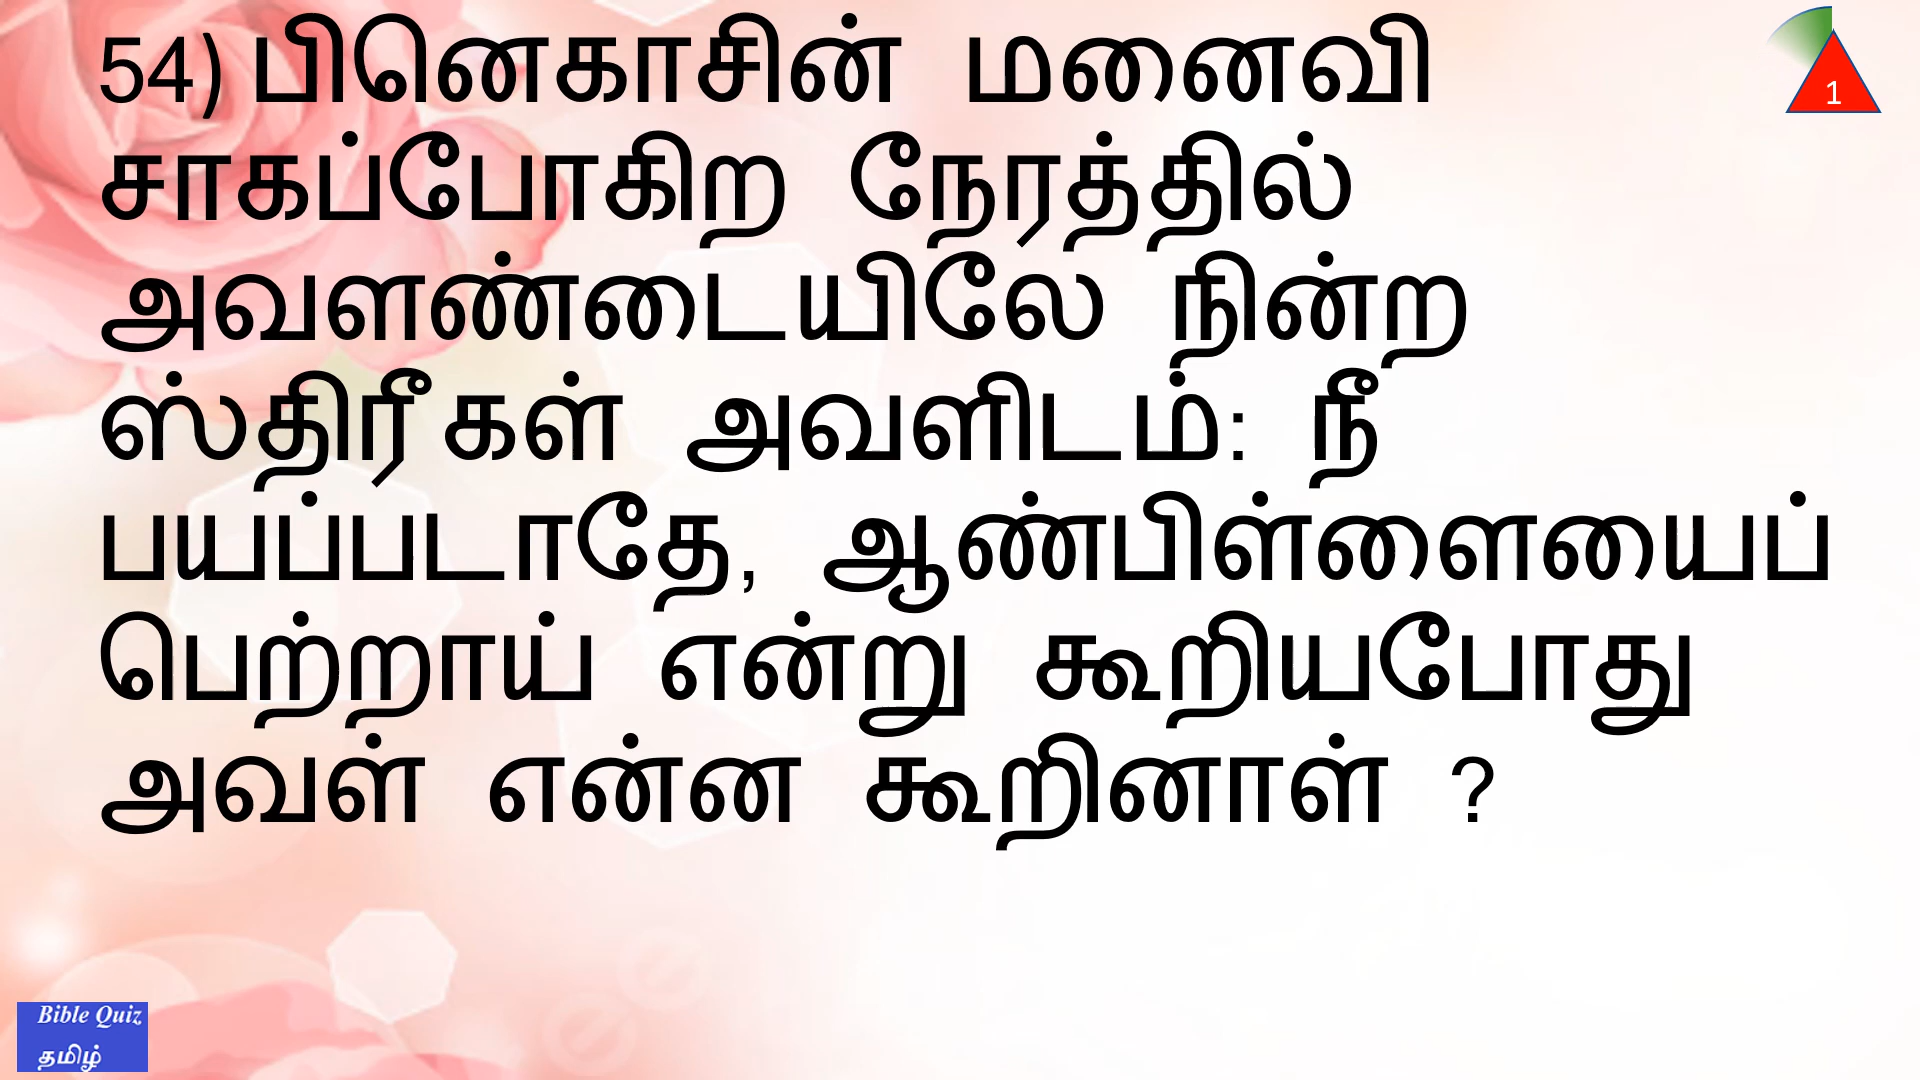 54) பினெகாசின் மனைவி
சாகப்போகிற நேரத்தில்
அவளண்டையிலே நின்ற
ஸ்திரீகள் அவளிடம்: நீ
பயப்படாதே, ஆண்பிள்ளையைப்
பெற்றாய் என்று கூறியபோது
அவள் என்ன கூறினாள் ?
1
Bible Quiz
தமிழ்